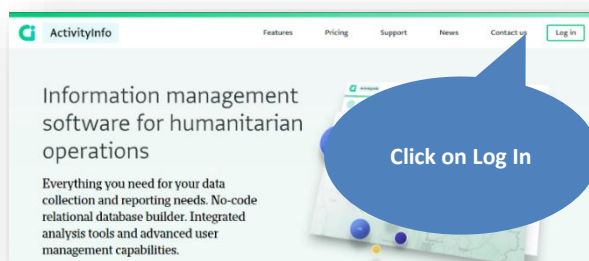 ActivityInfo
Features Pricing Support News Contact us Log in
Information management
software for humanitarian
operations
Click on Log In
Everything you need for your data
collection and reporting needs. No-code
relational database builder. Integrated
analysis tools and advanced user
management capabilities.